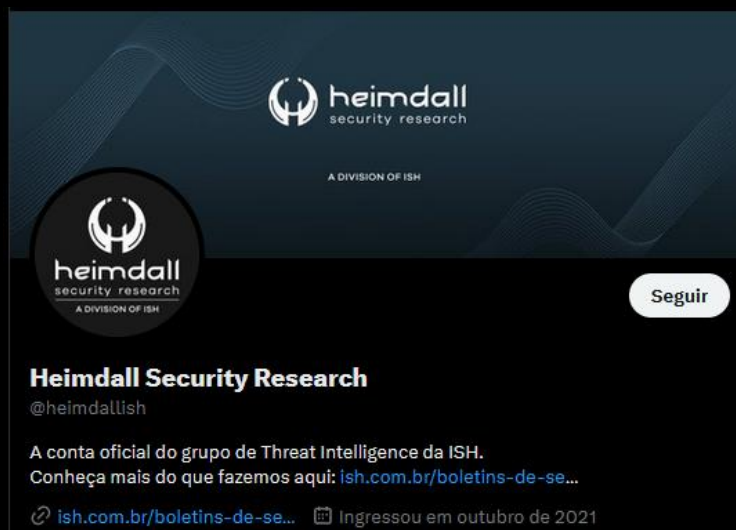 heimdall
security research
A DIVISION OF ISH
heimdall
security research
A DIVISION OF ISH
Seguir
Heimdall Security Research
@heimdallish
A conta oficial do grupo de Threat Intelligence da ISH.
Conheça mais do que fazemos aqui: ish.com.br/boletins-de-se...
ish.com.br/boletins-de-se... Ingressou em outubro de 2021